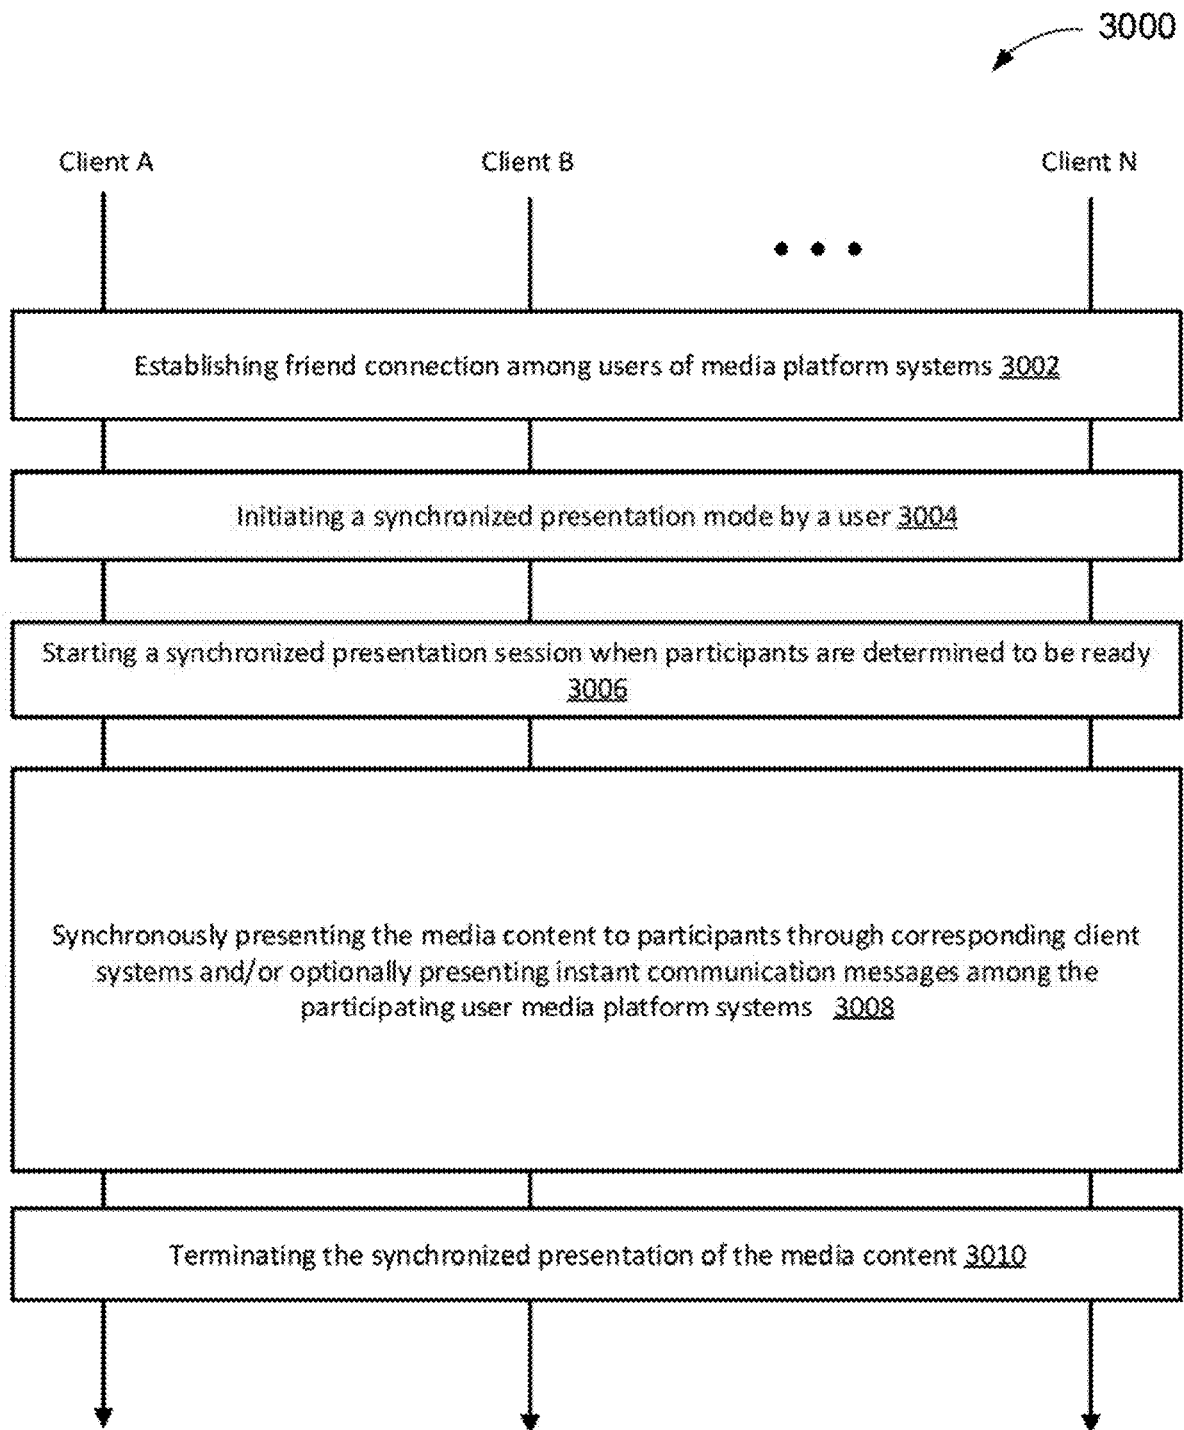 3000
Client A
Client B
Client N
Establishing friend connection among users of media platform systems 3002
Initiating a synchronized presentation mode by a user 3004
Starting a synchronized presentation session when participants are determined to be ready
3006
Synchronously presenting the media content to participants through corresponding client
systems and/or optionally presenting instant communication messages among the
participating user media platform systems 3008
Terminating the synchronized presentation of the media content 3010